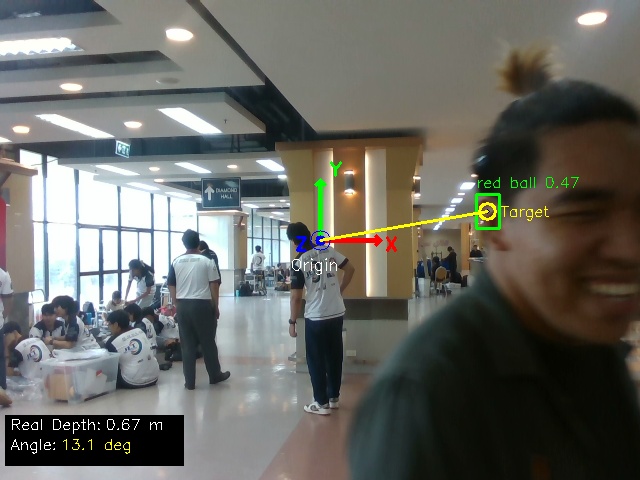 DIAMOND
HALL
Y
red ball 0.47
Target
Z
X
Origin
Real Depth: 0.67 m
Angle: 13.1 deg